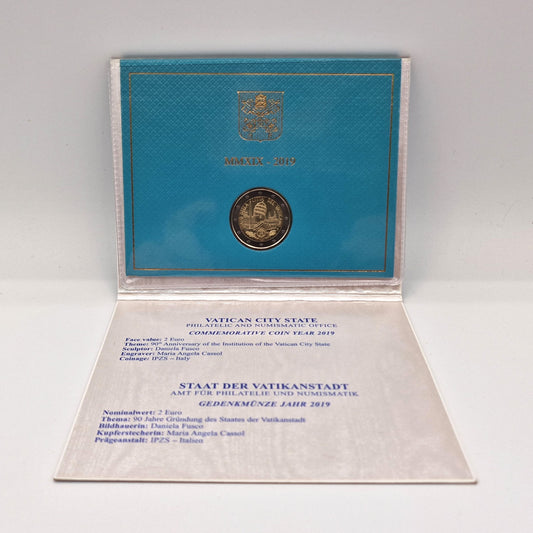 MMXIX - 2019
VATICAN CITY STATE
PHILATELIC AND NUMISMATIC OFFICE
COMMEMORATIVE COIN YEAR 2019
Face value: 2 Euro
Theme: 90th Anniversary of the Institution of the Vatican City State
Sculptor: Daniela Fusco
Engraver: Maria Angela Cassol
Coinage: IPZS – Italy
STAAT DER VATIKANSTADT
AMT FÜR PHILATELIE UND NUMISMATIK
GEDENKMÜNZE JAHR 2019
Nominalwert: 2 Euro
Thema: 90 Jahre Gründung des Staates der Vatikanstadt
Bildhauerin: Daniela Fusco
Kupferstecherin: Maria Angela Cassol
Prägeanstalt: IPZS – Italien